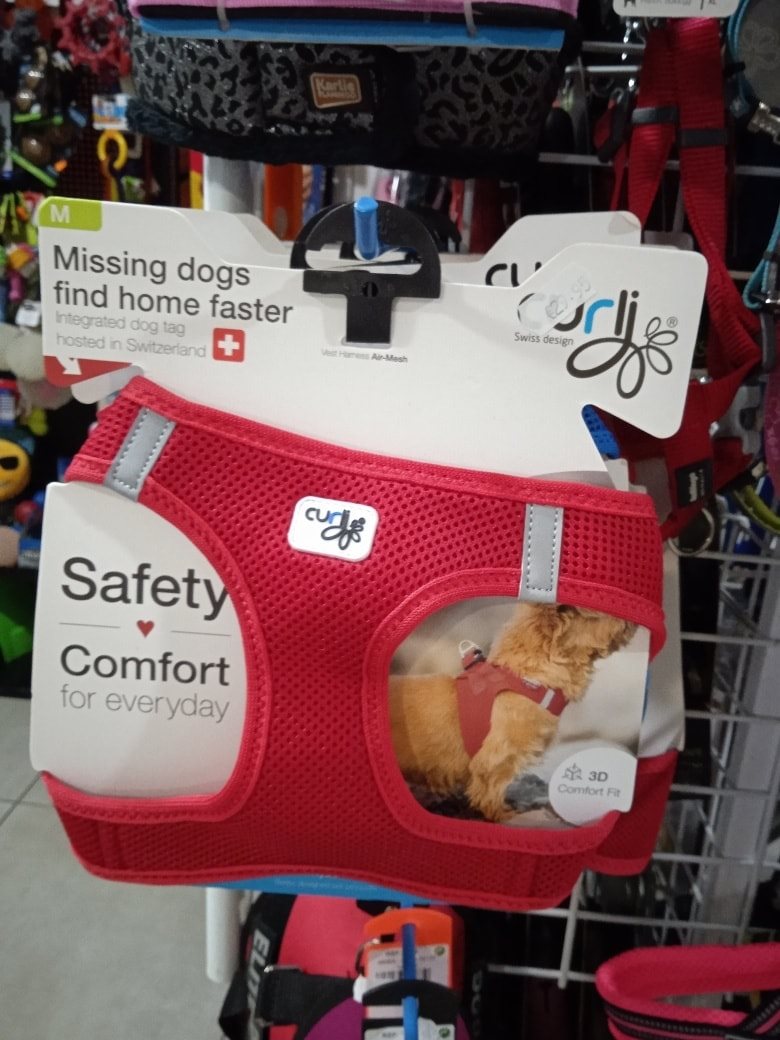 Karlie
M
Missing dogs
find home faster
Integrated dog tag
hosted in Switzerland
Vest Harness Air-Mesh
cu
curli®
Swiss design
curli
Safety
Comfort
for everyday
3D
Comfort Fit